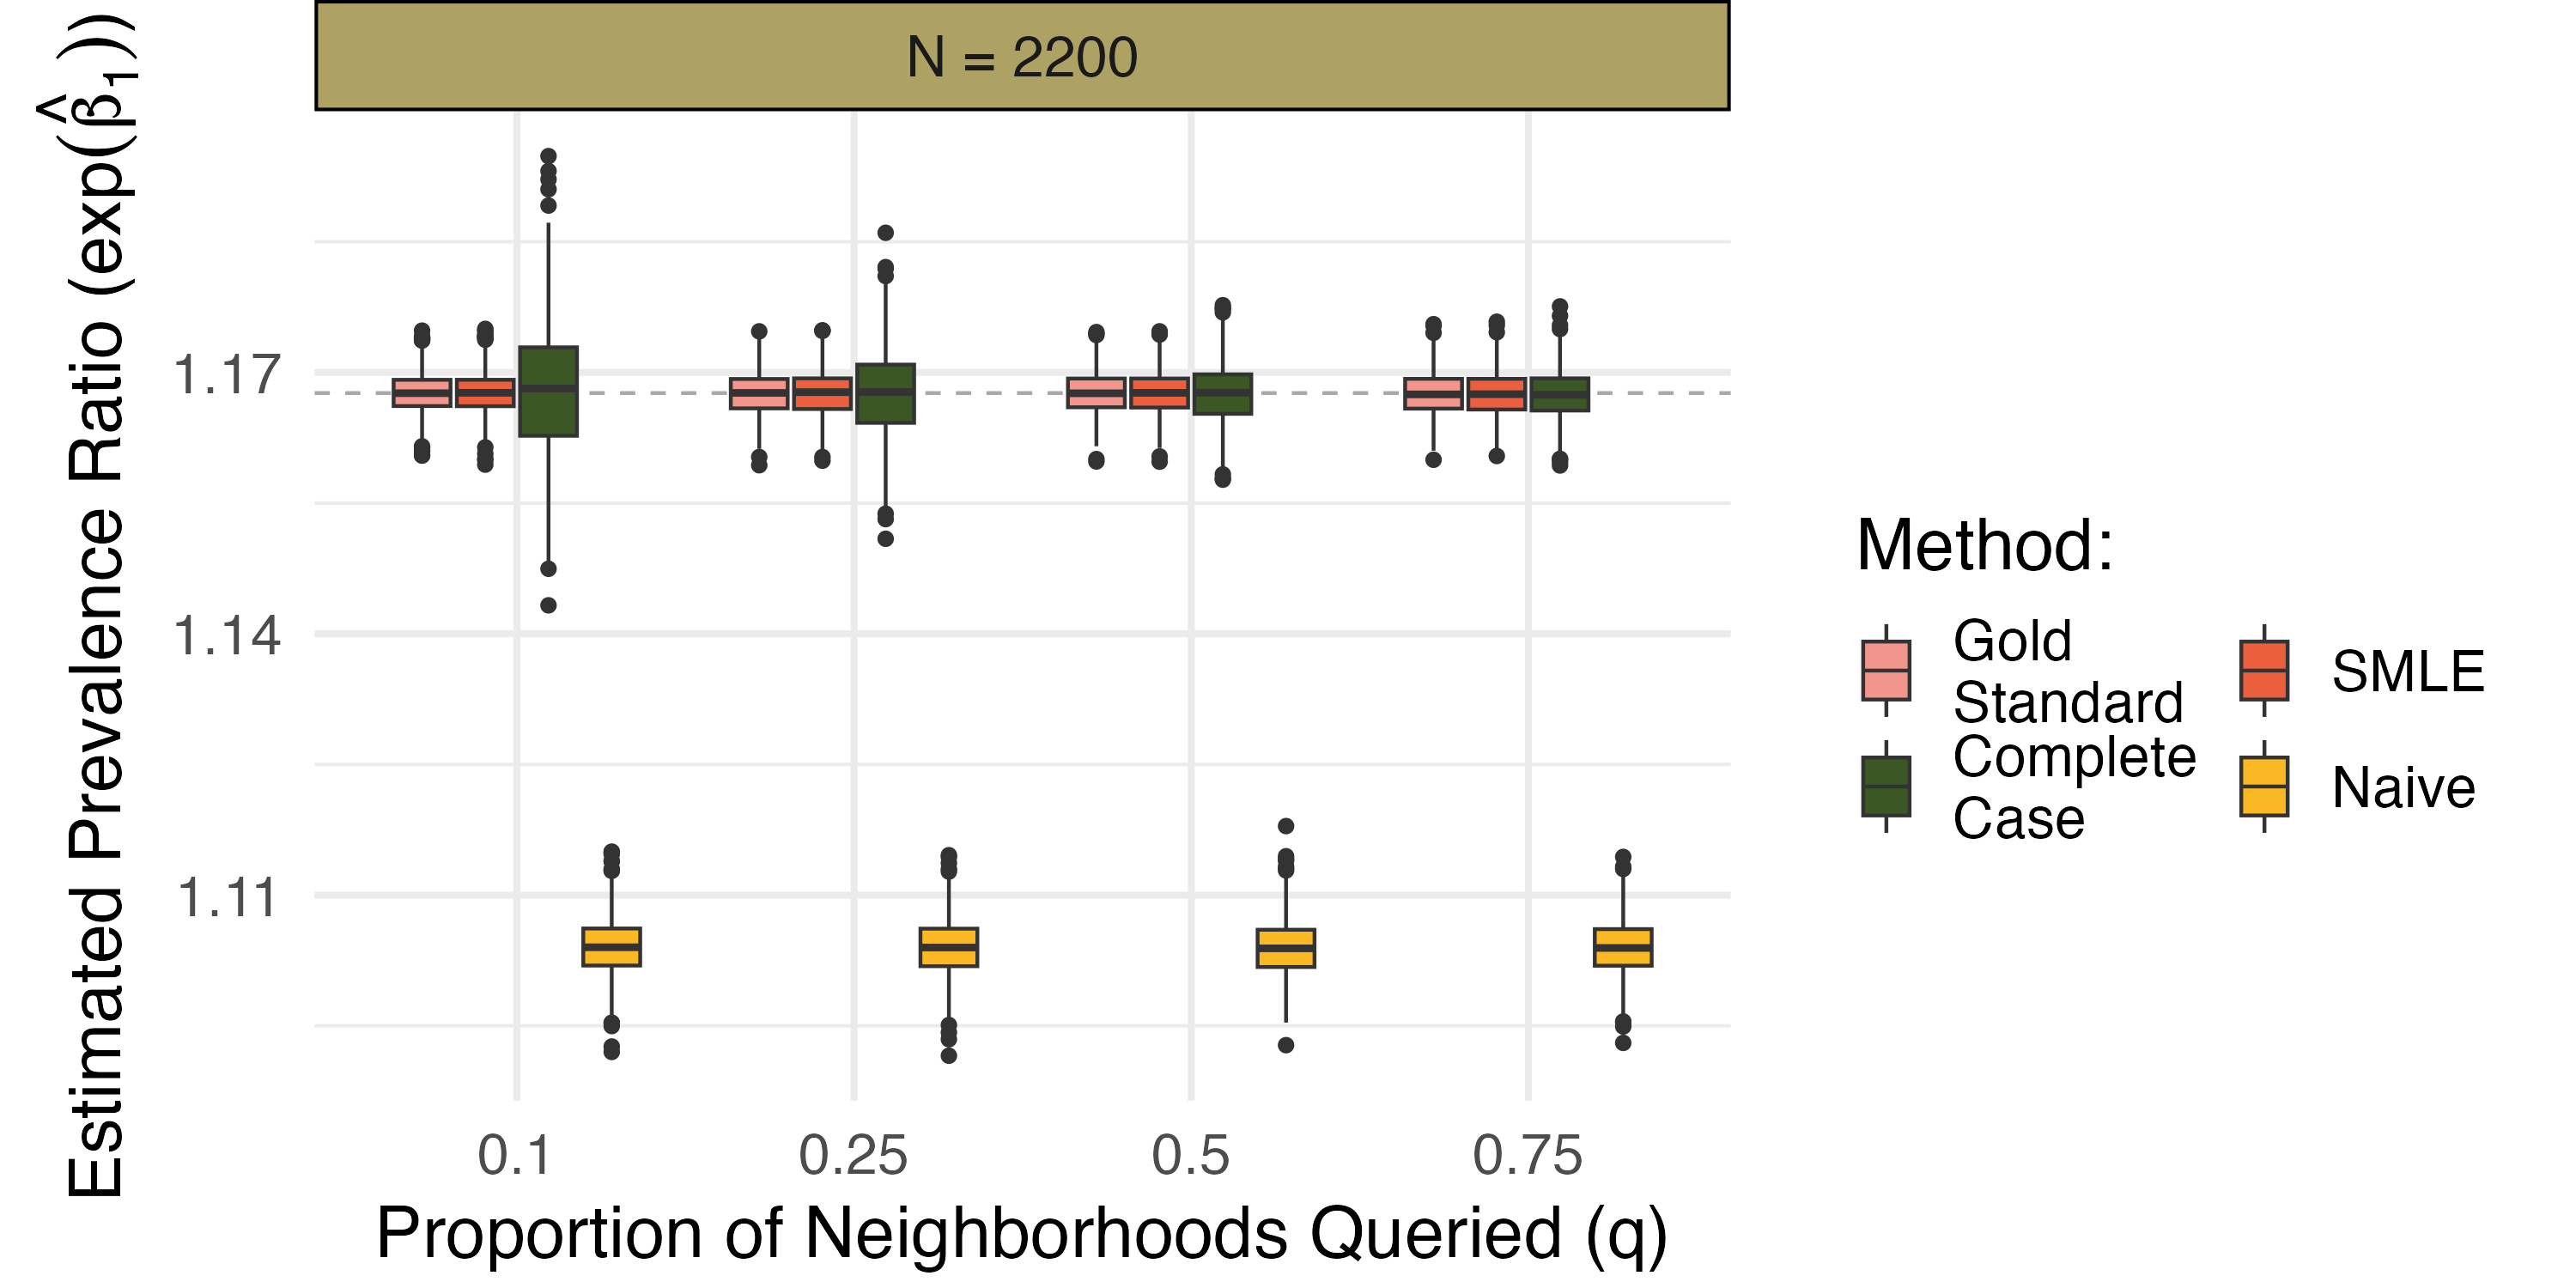 N = 2200
Estimated Prevalence Ratio (exp(β̂₁))
1.17
1.14
1.11
0.1
0.25
0.5
0.75
Proportion of Neighborhoods Queried (q)
Method:
Gold
Standard
SMLE
Complete
Case
Naive